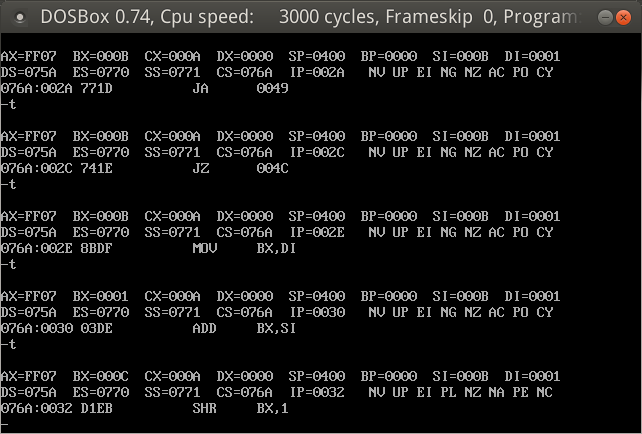 DOSBox 0.74, Cpu speed:    3000 cycles, Frameskip  0, Program
AX=FF07  BX=000B  CX=000A  DX=0000  SP=0400  BP=0000  SI=000B  DI=0001
DS=075A  ES=0770  SS=0771  CS=076A  IP=002A   NV UP EI NG NZ AC PO CY
076A:002A 771D          JA      0049
-t
AX=FF07  BX=000B  CX=000A  DX=0000  SP=0400  BP=0000  SI=000B  DI=0001
DS=075A  ES=0770  SS=0771  CS=076A  IP=002C   NV UP EI NG NZ AC PO CY
076A:002C 741E          JZ      004C
-t
AX=FF07  BX=000B  CX=000A  DX=0000  SP=0400  BP=0000  SI=000B  DI=0001
DS=075A  ES=0770  SS=0771  CS=076A  IP=002E   NV UP EI NG NZ AC PO CY
076A:002E 8BDF          MOV     BX,DI
-t
AX=FF07  BX=0001  CX=000A  DX=0000  SP=0400  BP=0000  SI=000B  DI=0001
DS=075A  ES=0770  SS=0771  CS=076A  IP=0030   NV UP EI NG NZ AC PO CY
076A:0030 03DE          ADD     BX,SI
-t
AX=FF07  BX=000C  CX=000A  DX=0000  SP=0400  BP=0000  SI=000B  DI=0001
DS=075A  ES=0770  SS=0771  CS=076A  IP=0032   NV UP EI PL NZ NA PE NC
076A:0032 D1EB          SHR     BX,1
-